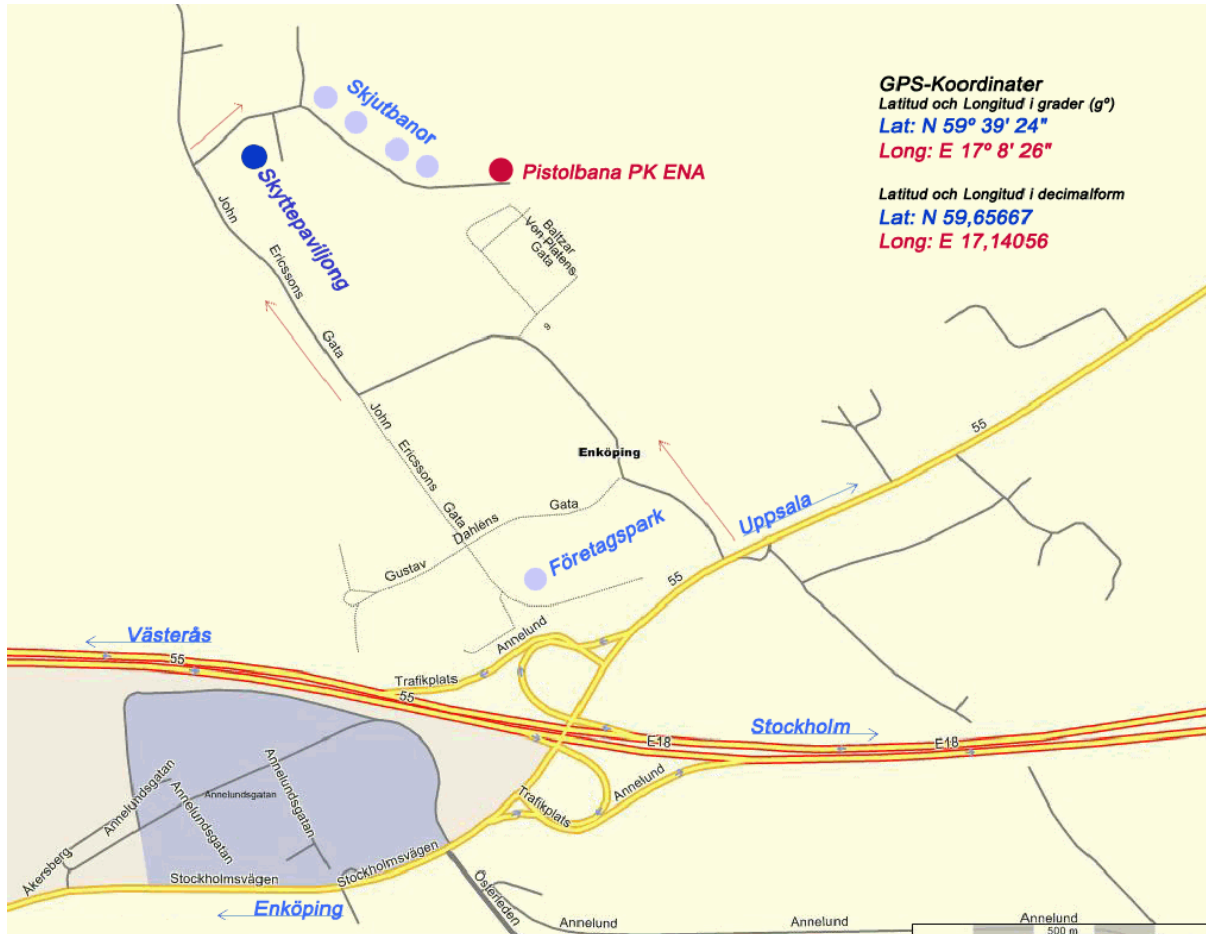 GPS-Koordinater
Latitud och Longitud i grader (g°)
Lat: N 59º 39' 24"
Long: E 17º 8' 26"
Latitud och Longitud i decimalform
Lat: N 59,65667
Long: E 17,14056
Skjutbanor
Pistolbana PK ENA
Skyttepaviljong
John
Ericssons
Gata
Baltzar
Von Platens
Gata
8
John
Ericssons
Gata
Enköping
55
Uppsala
Gustav
Dahléns
Gata
Företagspark
55
Västerås
55
Trafikplats
Annelund
55
Stockholm
E18
E18
Trafikplats
Annelund
Annelundsgatan
Annelundsgatan
Annelundsgatan
Annelundsgatan
Åkersberg
Stockholmsvägen
Stockholmsvägen
Enköping
Österleden
Annelund
Annelund
Annelund
500 m